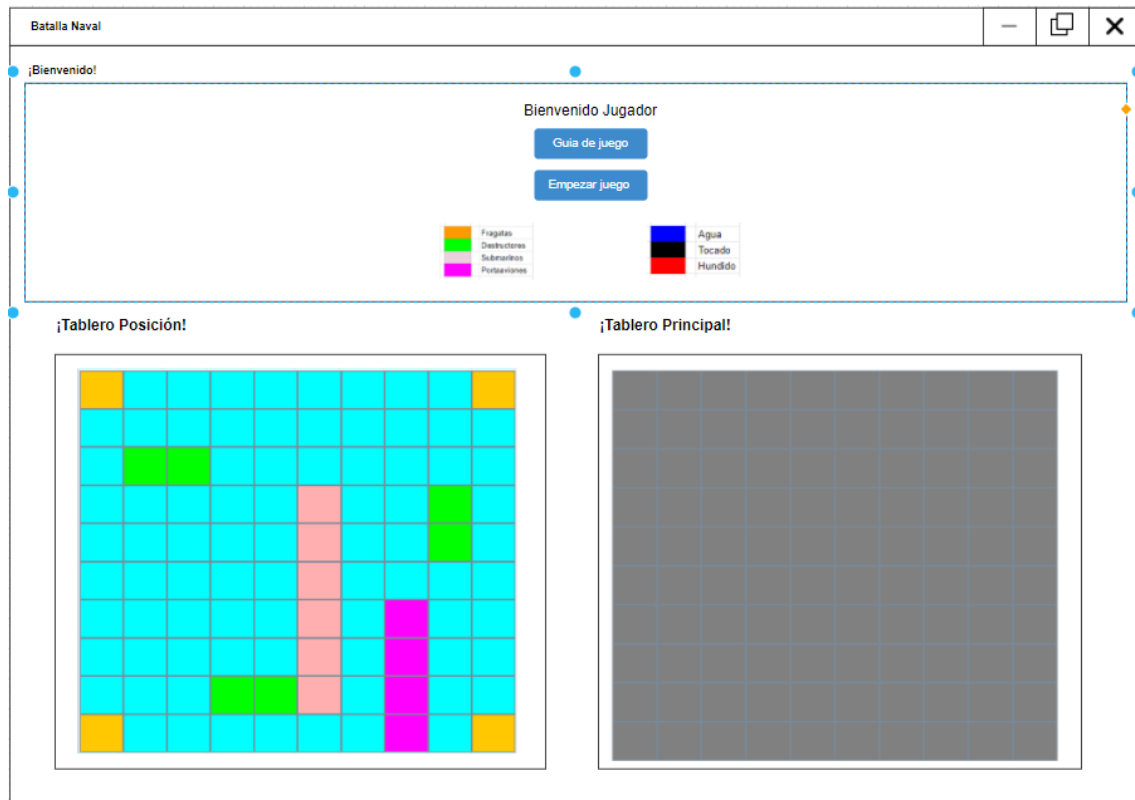 Batalla Naval
¡Bienvenido!
Bienvenido Jugador
Guia de juego
Empezar juego
Fragatas
Destructores
Submarinos
Portaaviones
Agua
Tocado
Hundido
¡Tablero Posición!
¡Tablero Principal!